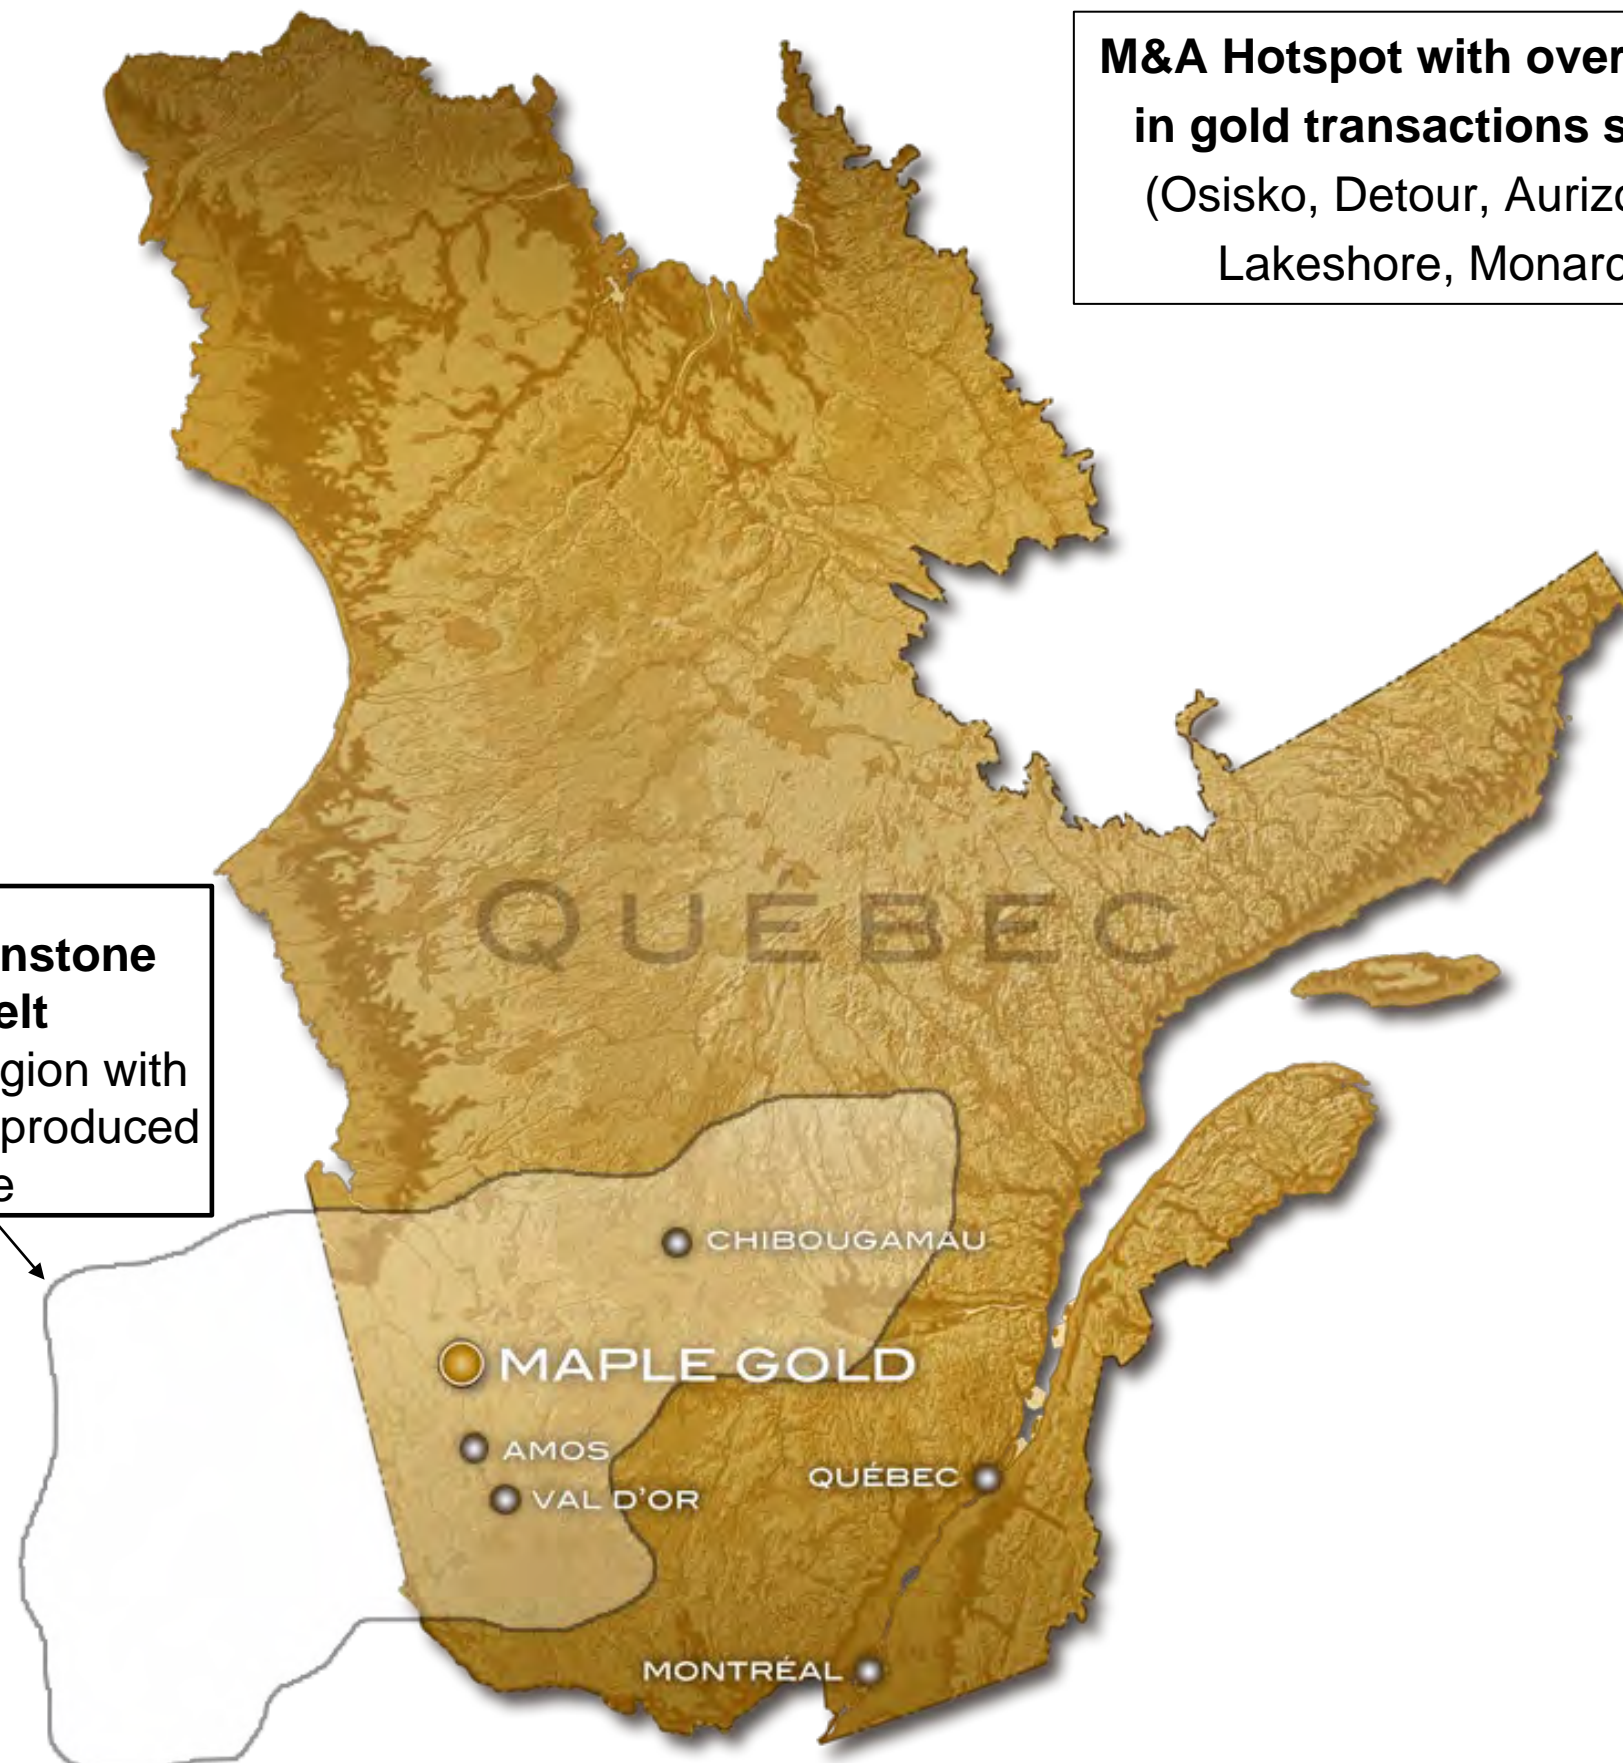 M&A Hotspot with over
in gold transactions s
(Osisko, Detour, Aurizo
Lakeshore, Monarc
QUÉBEC
nstone
elt
gion with
produced
e
CHIBOUGAMAU
MAPLE GOLD
AMOS
VAL D'OR
QUÉBEC
MONTRÉAL